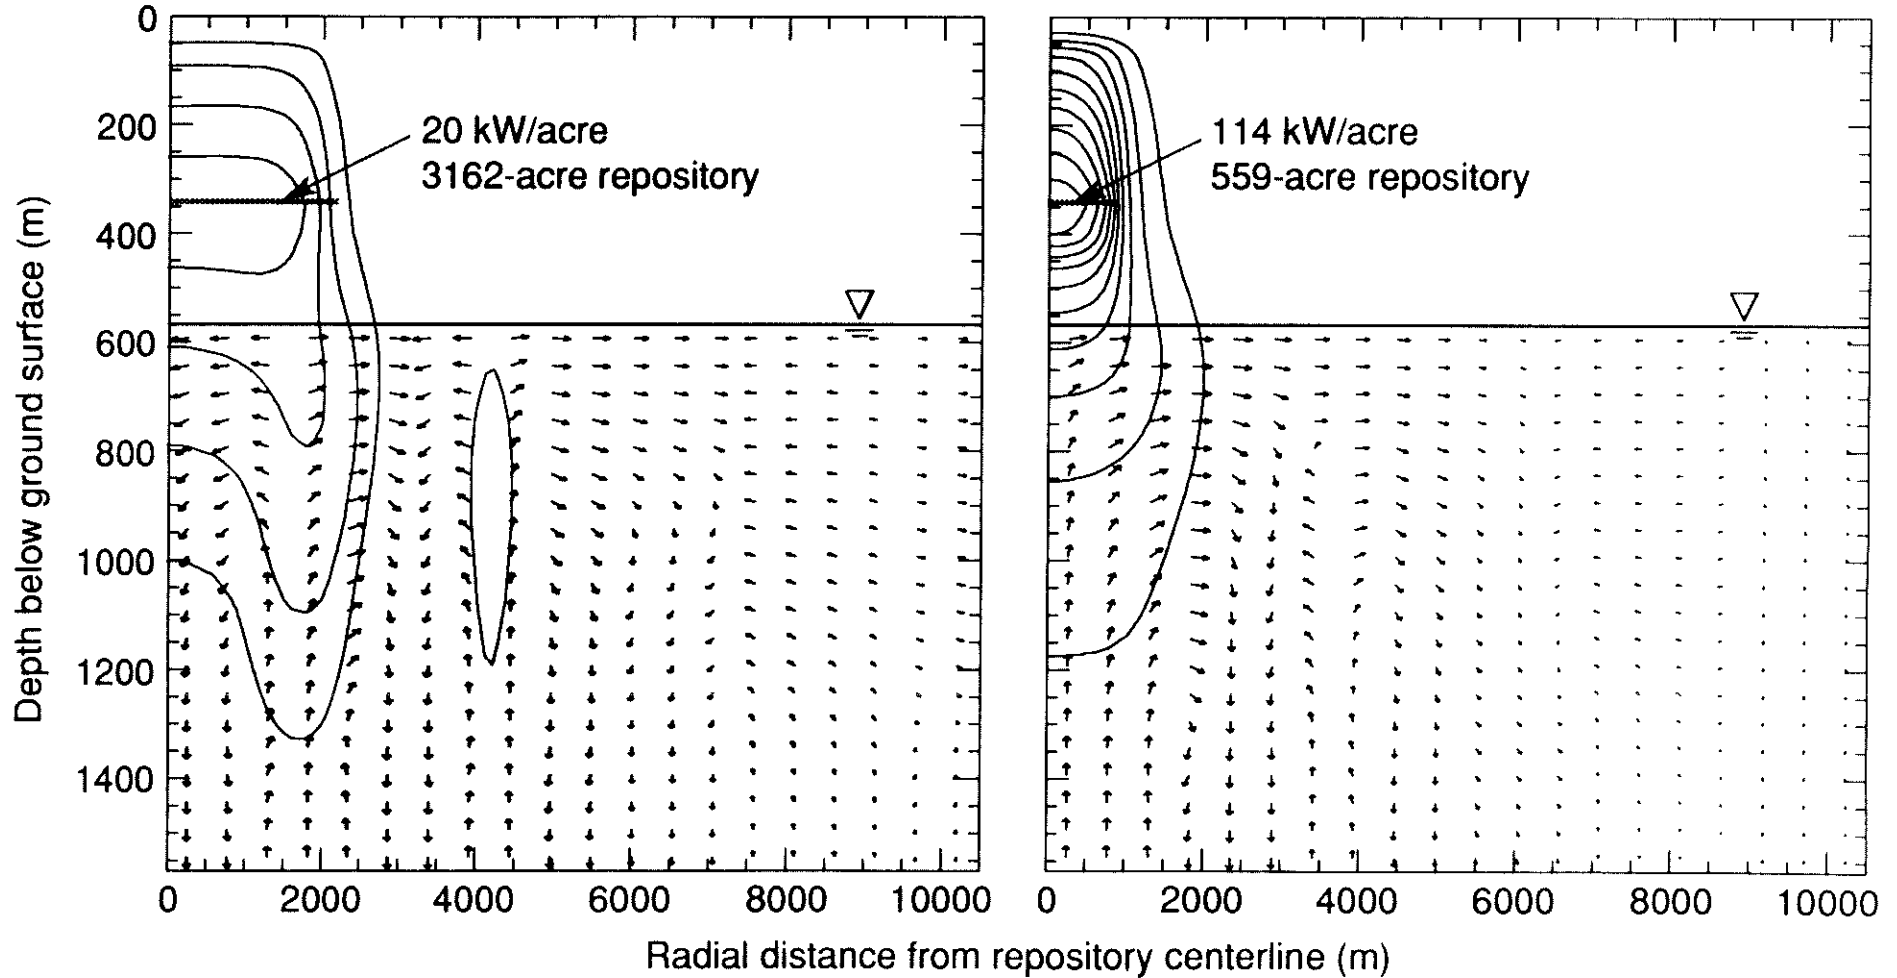 0
200
400
600
800
1000
1200
1400
Depth below ground surface (m)
20 kW/acre
3162-acre repository
114 kW/acre
559-acre repository
0 2000 4000 6000 8000 10000
0 2000 4000 6000 8000 10000
Radial distance from repository centerline (m)